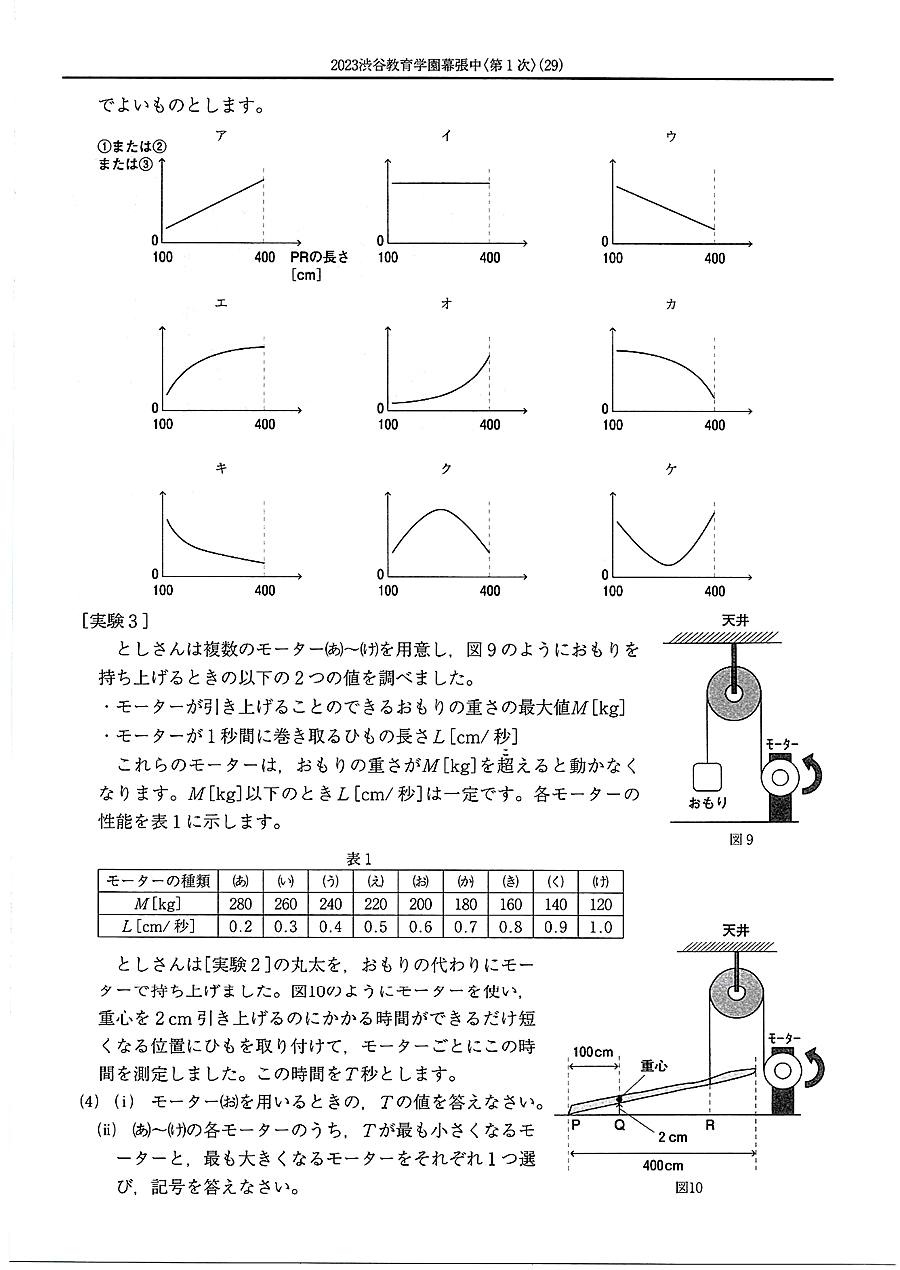 2023渋谷教育学園幕張中〈第1次〉(29)
でよいものとします。
ア
イ
ウ
①または②
または③
0
100
400
PRの長さ
[cm]
0
100
400
0
100
400
エ
オ
カ
0
100
400
0
100
400
0
100
400
キ
ク
ケ
0
100
400
0
100
400
0
100
400
[実験3]
としさんは複数のモーター(あ)~(け)を用意し，図9のようにおもりを
持ち上げるときの以下の2つの値を調べました。
・モーターが引き上げることのできるおもりの重さの最大値M[kg]
・モーターが1秒間に巻き取るひもの長さL[cm/秒]
これらのモーターは，おもりの重さがM[kg]を超えると動かなく
なります。M[kg]以下のときL[cm/秒]は一定です。各モーターの
性能を表1に示します。
天井
モーター
おもり
図9
表1
モーターの種類 (あ) (い) (う) (え) (お) (か) (き) (く) (け)
M[kg] 280 260 240 220 200 180 160 140 120
L[cm/秒] 0.2 0.3 0.4 0.5 0.6 0.7 0.8 0.9 1.0
としさんは[実験2]の丸太を，おもりの代わりにモー
ターで持ち上げました。図10のようにモーターを使い，
重心を2cm引き上げるのにかかる時間ができるだけ短
くなる位置にひもを取り付けて，モーターごとにこの時
間を測定しました。この時間をT秒とします。
(4) (i) モーター(お)を用いるときの，Tの値を答えなさい。
(ii) (あ)~(け)の各モーターのうち，Tが最も小さくなるモ
ーターと，最も大きくなるモーターをそれぞれ1つ選
び，記号を答えなさい。
天井
モーター
100cm
重心
P
Q
R
2cm
400cm
図10